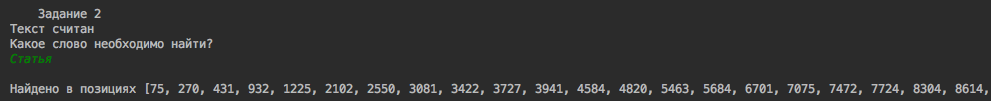 Задание 2
Текст считан
Какое слово необходимо найти?
Статья
Найдено в позициях [75, 270, 431, 932, 1225, 2102, 2550, 3081, 3422, 3727, 3941, 4584, 4820, 5463, 5684, 6701, 7075, 7472, 7724, 8304, 8614,